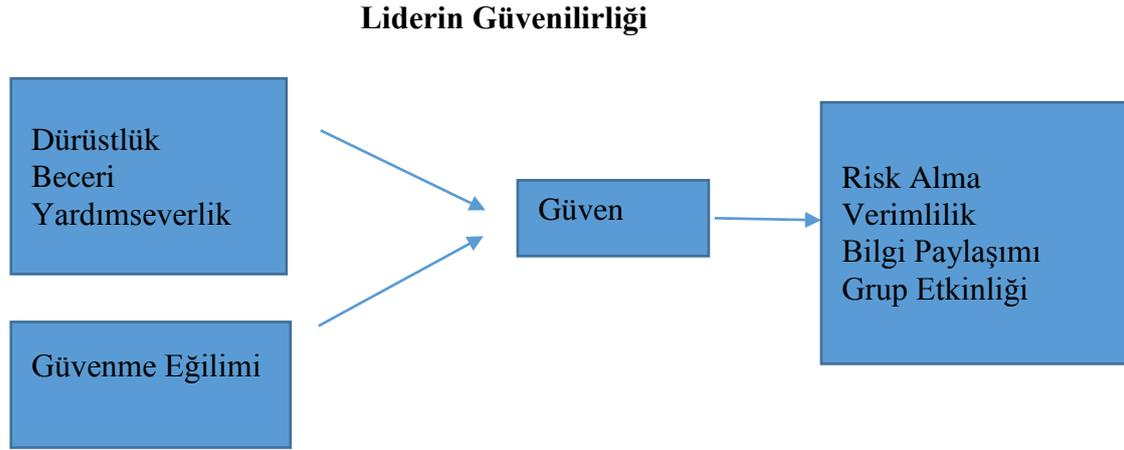 Liderin Güvenilirliği
Dürüstlük
Beceri
Yardımseverlik
Güvenme Eğilimi
Güven
Risk Alma
Verimlilik
Bilgi Paylaşımı
Grup Etkinliği